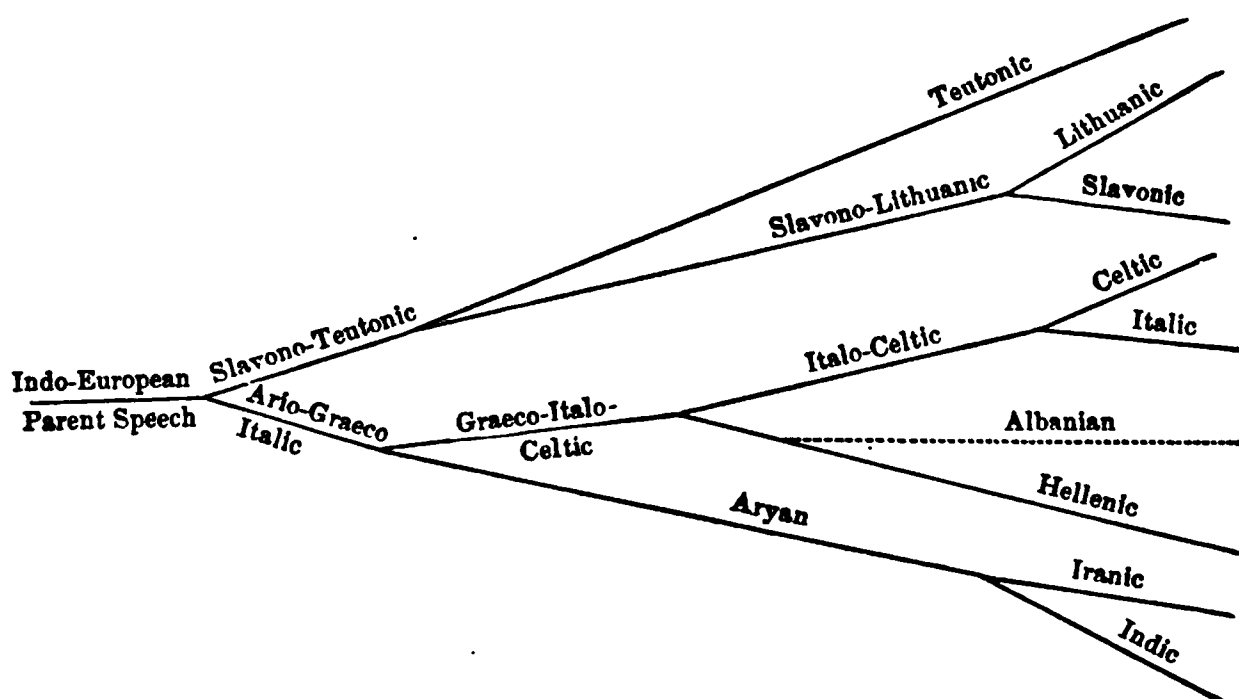 Teutonic
Lithuanic
Slavono-Lithuanic
Slavonic
Celtic
Italic
Slavono-Teutonic
Italo-Celtic
Indo-European
Parent Speech
Ario-Graeco
Italic
Graeco-Italo-
Celtic
Albanian
Hellenic
Aryan
Iranic
Indic